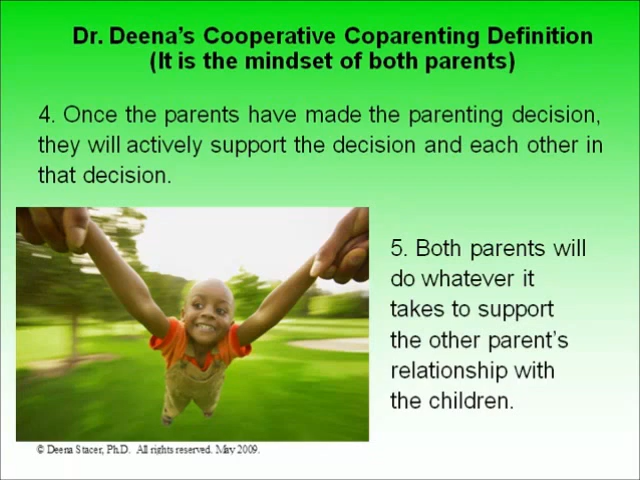 Dr. Deena's Cooperative Coparenting Definition
(It is the mindset of both parents)
4. Once the parents have made the parenting decision,
they will actively support the decision and each other in
that decision.
5. Both parents will
do whatever it
takes to support
the other parent's
relationship with
the children.
© Deena Stacer, Ph.D. All rights reserved. May 2009.